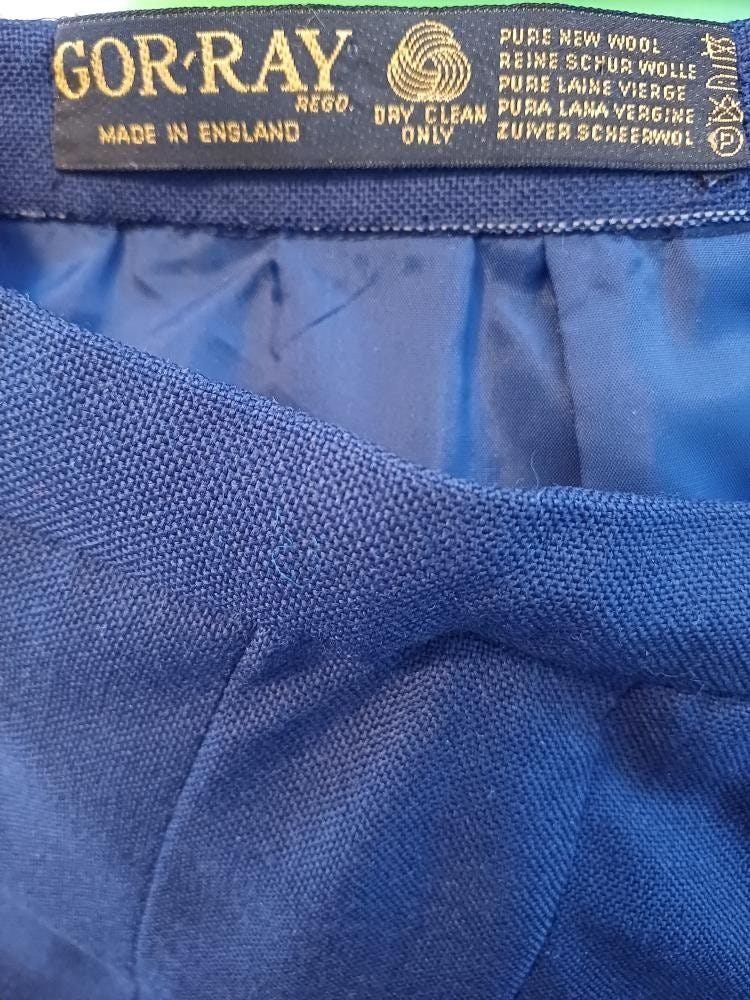 GOR-RAY
REGD.
MADE IN ENGLAND
DRY CLEAN
ONLY
PURE NEW WOOL
REINE SCHUR WOLLE
PURE LAINE VIERGE
PURA LANA VERGINE
ZUIVER SCHEERWOL
P